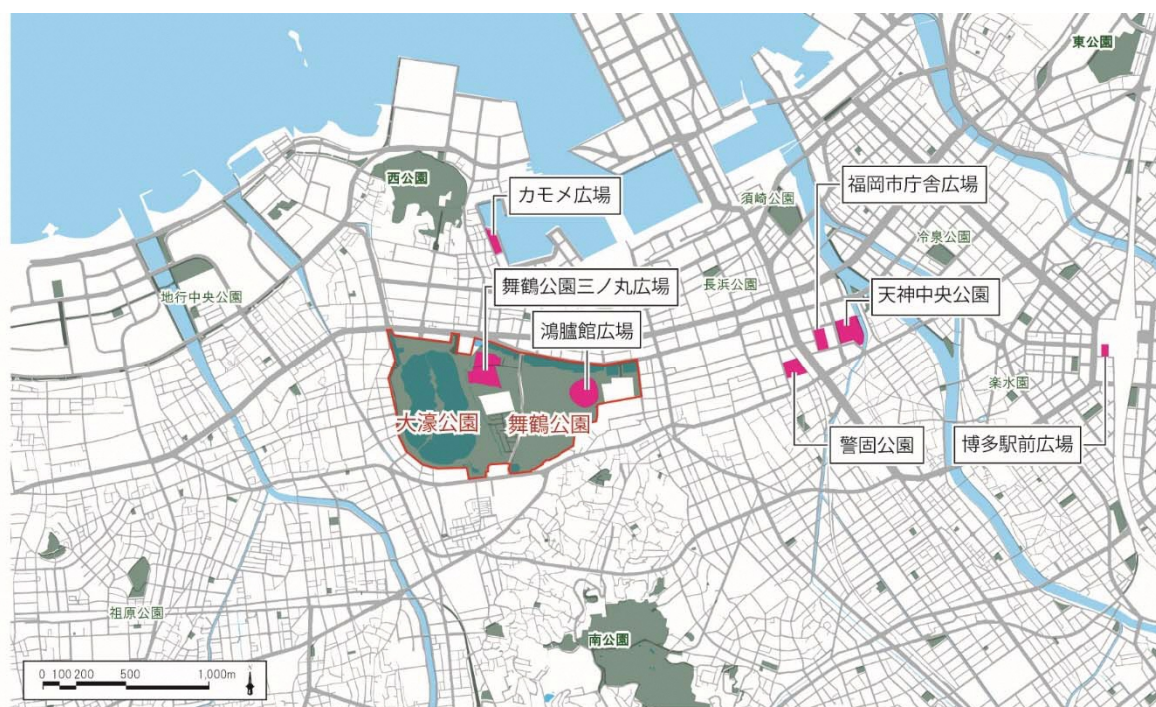 東公園
西公園
カモメ広場
福岡市庁舎広場
須崎公園
冷泉公園
舞鶴公園三ノ丸広場
長浜公園
地行中央公園
天神中央公園
鴻臚館広場
楽水園
大濠公園
舞鶴公園
警固公園
博多駅前広場
祖原公園
南公園
0 100 200 500 1,000m